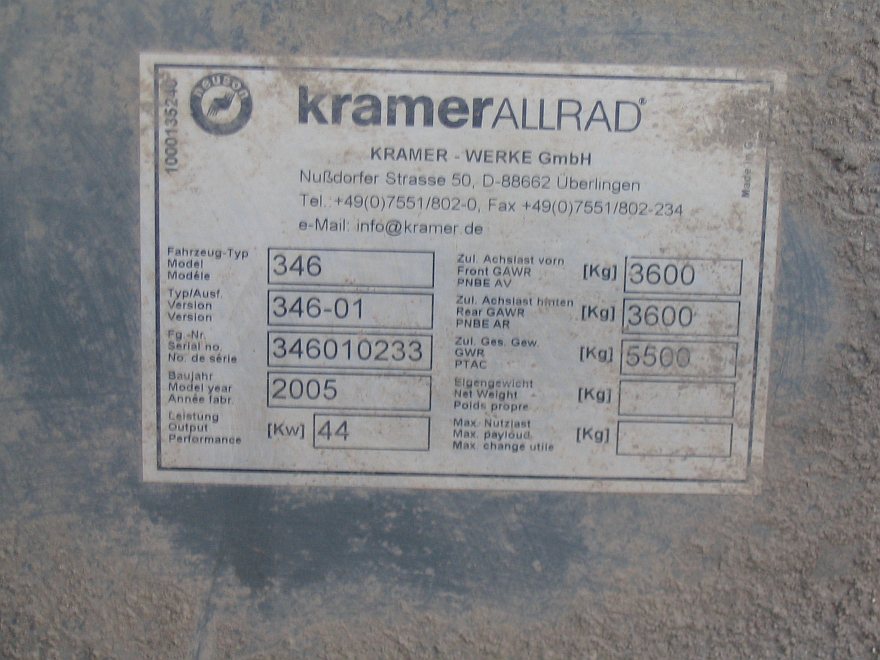 neuson
kramerALLRAD®
1000135240
KRAMER - WERKE GmbH
Nußdorfer Strasse 50, D-88662 Überlingen
Tel.: +49(0)7551/802-0, Fax +49(0)7551/802-234
e-Mail: info@kramer.de
Made in
Fahrzeug-Typ
Model
Modéle
346
Typ/Ausf.
Version
Version
346-01
Fg.-Nr.
Serial no.
No. de série
346010233
Baujahr
Model year
Année fabr.
2005
Leistung
Output
Performance
[Kw] 44
Zul. Achslast vorn
Front GAWR
PNBE AV
[Kg] 3600
Zul. Achslast hinten
Rear GAWR
PNBE AR
[Kg] 3600
Zul. Ges. Gew.
GWR
PTAC
[Kg] 5500
Eigengewicht
Net Weight
Poids propre
[Kg]
Max. Nutzlast
Max. payloud
Max. change utile
[Kg]